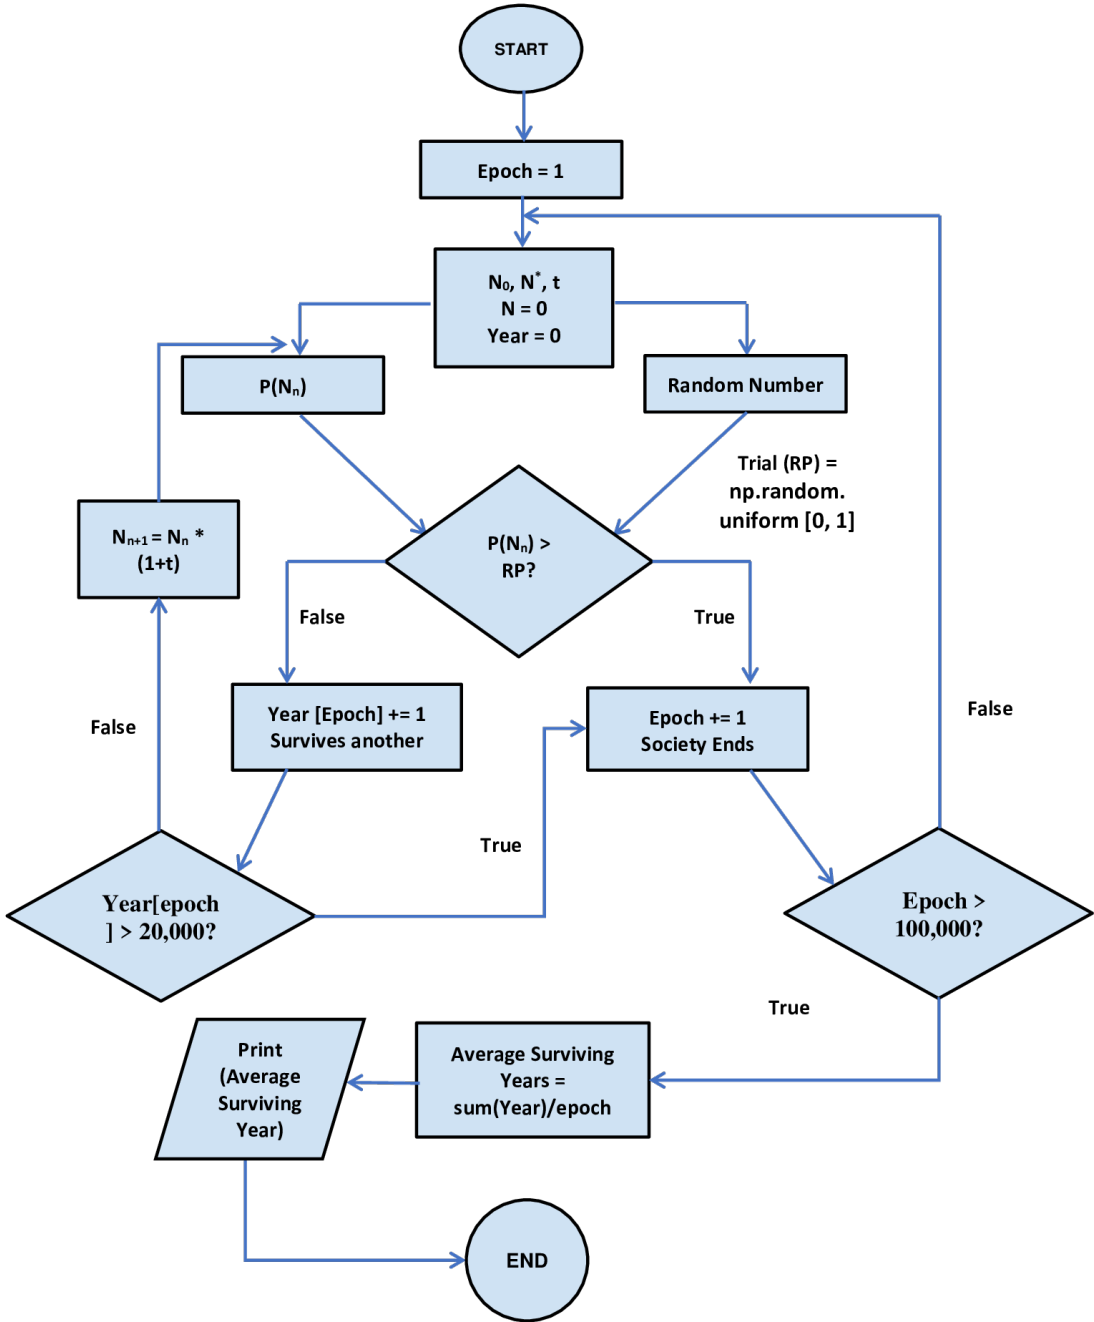 START
Epoch = 1
N₀, N*, t
N = 0
Year = 0
P(Nₙ)
Random Number
Trial (RP) =
np.random.
uniform [0, 1]
Nₙ₊₁ = Nₙ *
(1+t)
P(Nₙ) >
RP?
False
True
Year [Epoch] += 1
Survives another
Epoch += 1
Society Ends
False
False
True
Year[epoch
] > 20,000?
Epoch >
100,000?
True
Average Surviving
Years =
sum(Year)/epoch
Print
(Average
Surviving
Year)
END